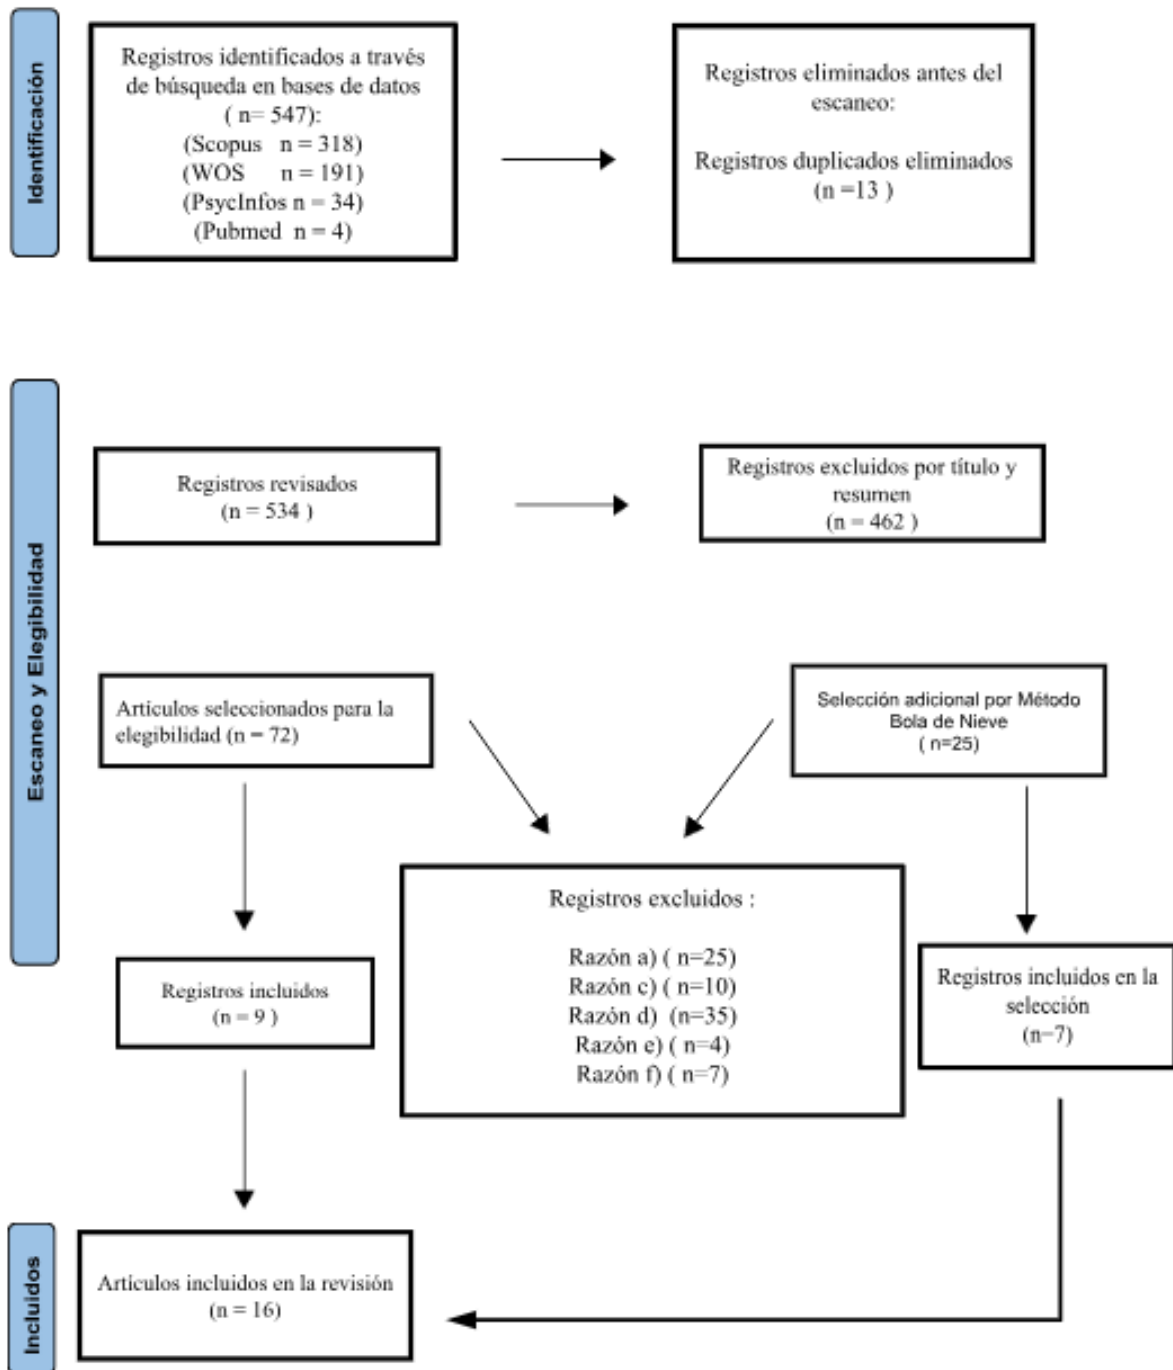 Identificación
Registros identificados a través
de búsqueda en bases de datos
( n= 547):
(Scopus n = 318)
(WOS n = 191)
(PsycInfos n = 34)
(Pubmed n = 4)
Registros eliminados antes del
escaneo:
Registros duplicados eliminados
(n =13 )
Escaneo y Elegibilidad
Registros revisados
(n = 534 )
Registros excluidos por título y
resumen
(n = 462 )
Artículos seleccionados para la
elegibilidad (n = 72)
Selección adicional por Método
Bola de Nieve
( n=25)
Registros excluidos :
Razón a) ( n=25)
Razón c) ( n=10)
Razón d) (n=35)
Razón e) ( n=4)
Razón f) ( n=7)
Registros incluidos
(n = 9 )
Registros incluidos en la
selección
(n=7)
Incluidos
Artículos incluidos en la revisión
(n = 16)